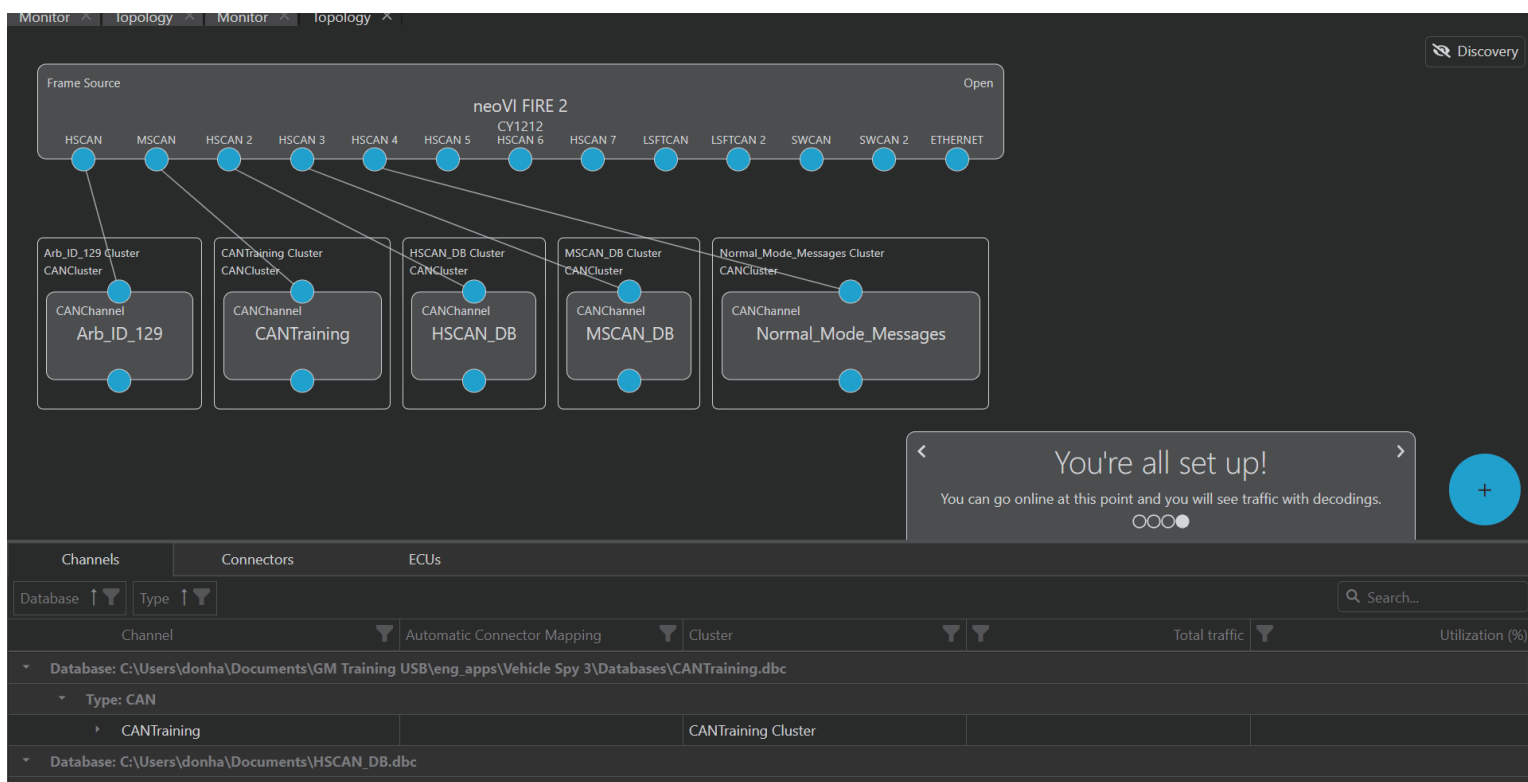 Monitor × Topology × Monitor × Topology ×
Discovery
Frame Source Open
neoVI FIRE 2
CY1212
HSCAN MSCAN HSCAN 2 HSCAN 3 HSCAN 4 HSCAN 5 HSCAN 6 HSCAN 7 LSFTCAN LSFTCAN 2 SWCAN SWCAN 2 ETHERNET
Arb_ID_129 Cluster CANTraining Cluster HSCAN_DB Cluster MSCAN_DB Cluster Normal_Mode_Messages Cluster
CANCluster CANCluster CANCluster CANCluster CANCluster
CANChannel CANChannel CANChannel CANChannel CANChannel
Arb_ID_129 CANTraining HSCAN_DB MSCAN_DB Normal_Mode_Messages
You're all set up!
You can go online at this point and you will see traffic with decodings.
+
Channels Connectors ECUs
Database ↑ Type ↑ Search...
Channel Automatic Connector Mapping Cluster Total traffic Utilization (%)
Database: C:\Users\donha\Documents\GM Training USB\eng_apps\Vehicle Spy 3\Databases\CANTraining.dbc
Type: CAN
CANTraining CANTraining Cluster
Database: C:\Users\donha\Documents\HSCAN_DB.dbc